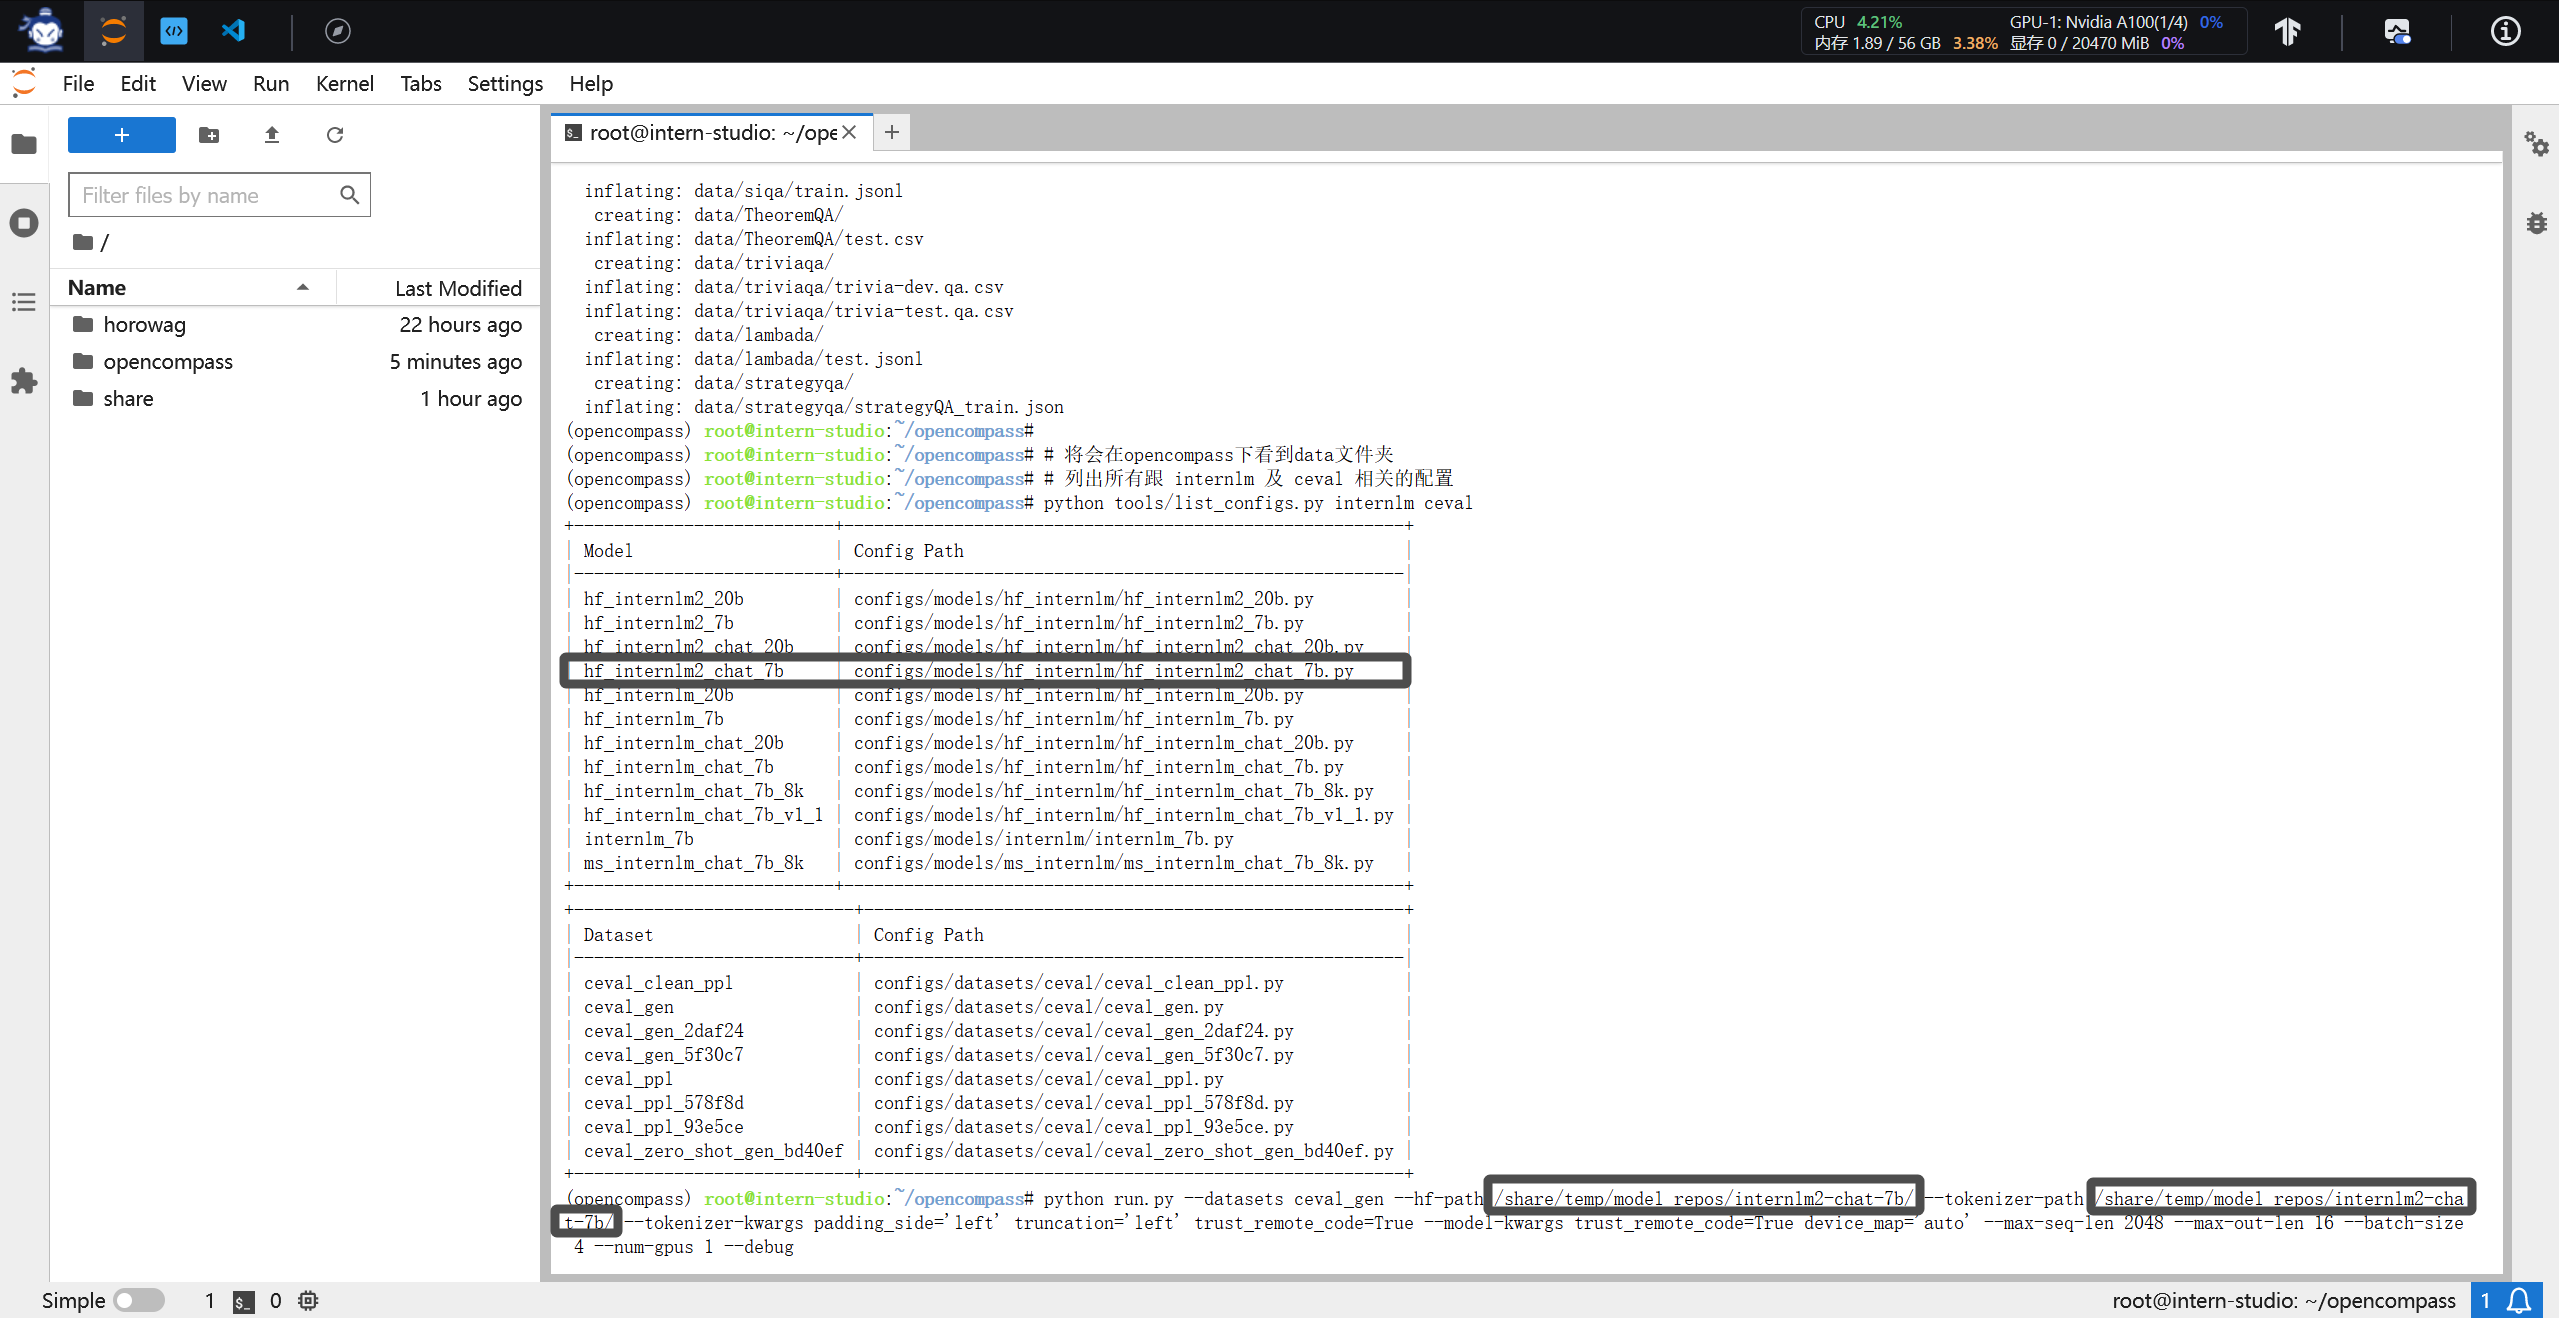 CPU 4.21% GPU-1: Nvidia A100(1/4) 0%
内存 1.89 / 56 GB 3.38% 显存 0 / 20470 MiB 0%
File Edit View Run Kernel Tabs Settings Help
root@intern-studio: ~/ope
Filter files by name
/
Name Last Modified
horowag 22 hours ago
opencompass 5 minutes ago
share 1 hour ago
inflating: data/siqa/train.jsonl
creating: data/TheoremQA/
inflating: data/TheoremQA/test.csv
creating: data/triviaqa/
inflating: data/triviaqa/trivia-dev.qa.csv
inflating: data/triviaqa/trivia-test.qa.csv
creating: data/lambada/
inflating: data/lambada/test.jsonl
creating: data/strategyqa/
inflating: data/strategyqa/strategyQA_train.json
(opencompass) root@intern-studio:~/opencompass#
(opencompass) root@intern-studio:~/opencompass# # 将会在opencompass下看到data文件夹
(opencompass) root@intern-studio:~/opencompass# # 列出所有跟 internlm 及 ceval 相关的配置
(opencompass) root@intern-studio:~/opencompass# python tools/list_configs.py internlm ceval
+--------------------------+--------------------------------------------------------+
| Model | Config Path |
|--------------------------+--------------------------------------------------------|
| hf_internlm2_20b | configs/models/hf_internlm/hf_internlm2_20b.py |
| hf_internlm2_7b | configs/models/hf_internlm/hf_internlm2_7b.py |
| hf_internlm2_chat_20b | configs/models/hf_internlm/hf_internlm2_chat_20b.py |
| hf_internlm2_chat_7b | configs/models/hf_internlm/hf_internlm2_chat_7b.py |
| hf_internlm_20b | configs/models/hf_internlm/hf_internlm_20b.py |
| hf_internlm_7b | configs/models/hf_internlm/hf_internlm_7b.py |
| hf_internlm_chat_20b | configs/models/hf_internlm/hf_internlm_chat_20b.py |
| hf_internlm_chat_7b | configs/models/hf_internlm/hf_internlm_chat_7b.py |
| hf_internlm_chat_7b_8k | configs/models/hf_internlm/hf_internlm_chat_7b_8k.py |
| hf_internlm_chat_7b_v1_1 | configs/models/hf_internlm/hf_internlm_chat_7b_v1_1.py |
| internlm_7b | configs/models/internlm/internlm_7b.py |
| ms_internlm_chat_7b_8k | configs/models/ms_internlm/ms_internlm_chat_7b_8k.py |
+--------------------------+--------------------------------------------------------+
+----------------------------+------------------------------------------------------+
| Dataset | Config Path |
|----------------------------+------------------------------------------------------|
| ceval_clean_ppl | configs/datasets/ceval/ceval_clean_ppl.py |
| ceval_gen | configs/datasets/ceval/ceval_gen.py |
| ceval_gen_2daf24 | configs/datasets/ceval/ceval_gen_2daf24.py |
| ceval_gen_5f30c7 | configs/datasets/ceval/ceval_gen_5f30c7.py |
| ceval_ppl | configs/datasets/ceval/ceval_ppl.py |
| ceval_ppl_578f8d | configs/datasets/ceval/ceval_ppl_578f8d.py |
| ceval_ppl_93e5ce | configs/datasets/ceval/ceval_ppl_93e5ce.py |
| ceval_zero_shot_gen_bd40ef | configs/datasets/ceval/ceval_zero_shot_gen_bd40ef.py |
+----------------------------+------------------------------------------------------+
(opencompass) root@intern-studio:~/opencompass# python run.py --datasets ceval_gen --hf-path /share/temp/model_repos/internlm2-chat-7b/ --tokenizer-path /share/temp/model_repos/internlm2-cha
t-7b/ --tokenizer-kwargs padding_side='left' truncation='left' trust_remote_code=True --model-kwargs trust_remote_code=True device_map='auto' --max-seq-len 2048 --max-out-len 16 --batch-size
4 --num-gpus 1 --debug
Simple 1 0 root@intern-studio: ~/opencompass 1